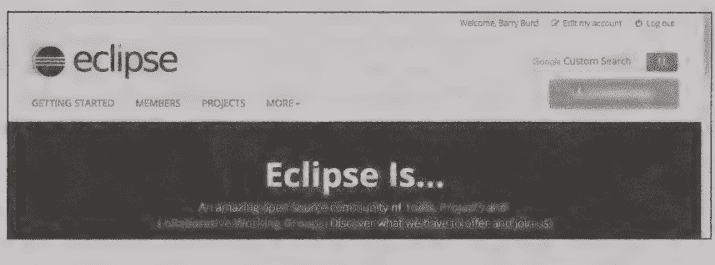 Welcome, Barry Burd Edit my account Log out
eclipse
Google Custom Search
GETTING STARTED MEMBERS PROJECTS MORE
Eclipse Is...
An amazing open source community of Tools, Projects and
Collaborative Working Groups. Discover what we have to offer and join us